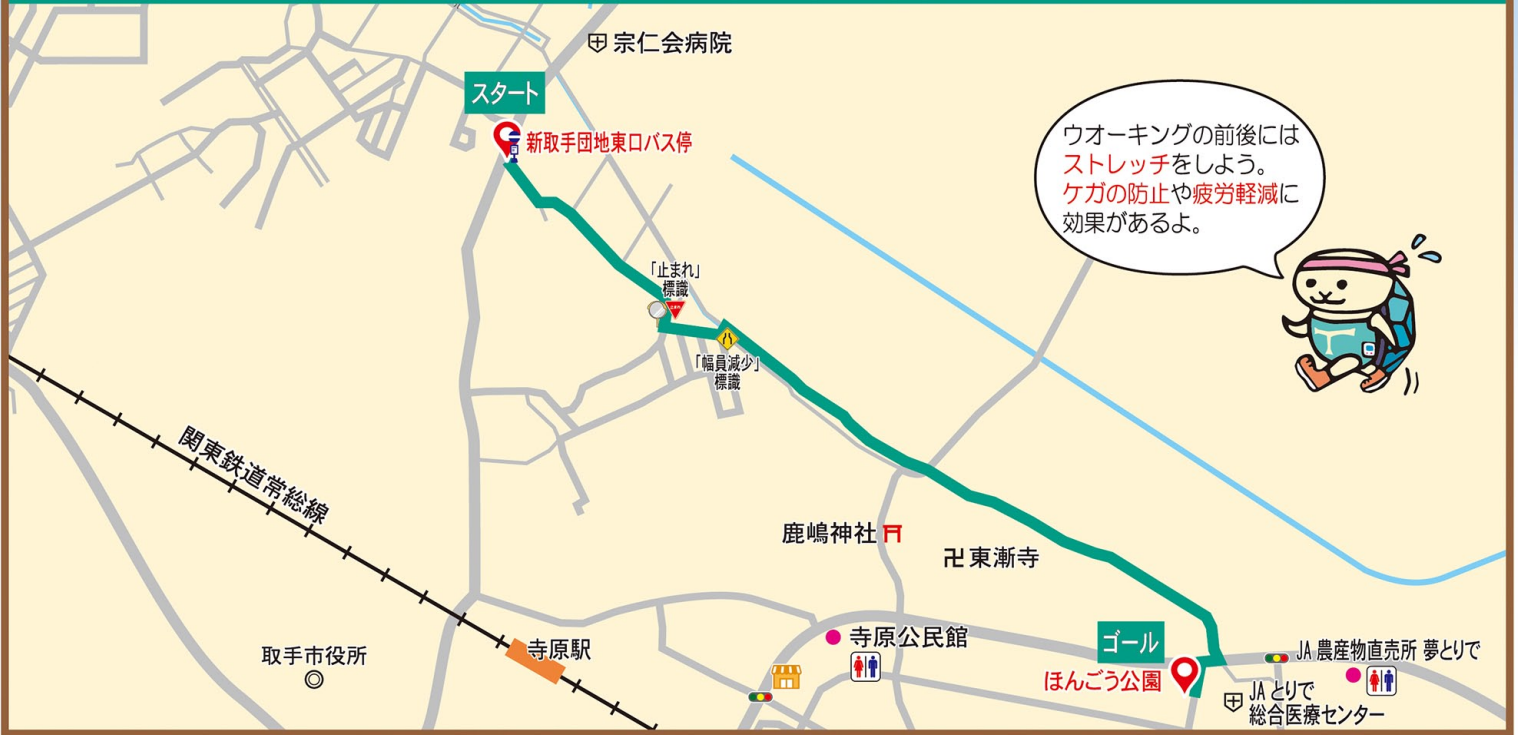 宗仁会病院
スタート
新取手団地東口バス停
ウオーキングの前後には
ストレッチをしよう。
ケガの防止や疲労軽減に
効果があるよ。
「止まれ」
標識
「幅員減少」
標識
関東鉄道常総線
鹿嶋神社
卍東漸寺
取手市役所
寺原駅
寺原公民館
ゴール
ほんごう公園
JA 農産物直売所 夢とりで
JAとりで
総合医療センター